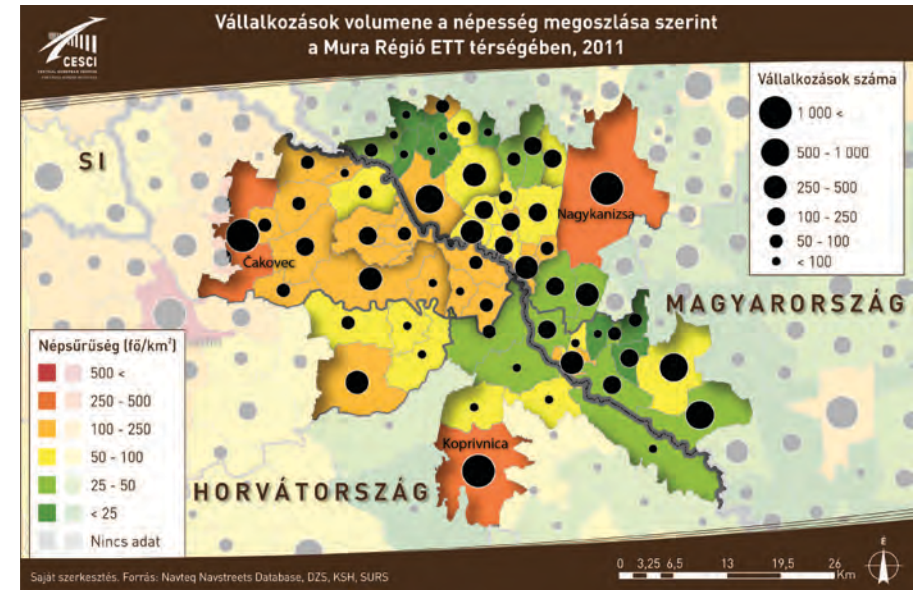 Vállalkozások volumene a népesség megoszlása szerint
a Mura Régió ETT térségében, 2011
CESCI
Vállalkozások száma
1 000 <
500 - 1 000
250 - 500
100 - 250
50 - 100
< 100
SI
Nagykanizsa
Čakovec
MAGYARORSZÁG
Népsűrűség (fő/km²)
500 <
250 - 500
100 - 250
50 - 100
25 - 50
< 25
Nincs adat
Koprivnica
HORVÁTORSZÁG
Saját szerkesztés. Forrás: Navteq Navstreets Database, DZS, KSH, SURS
0 3,25 6,5 13 19,5 26
Km
É